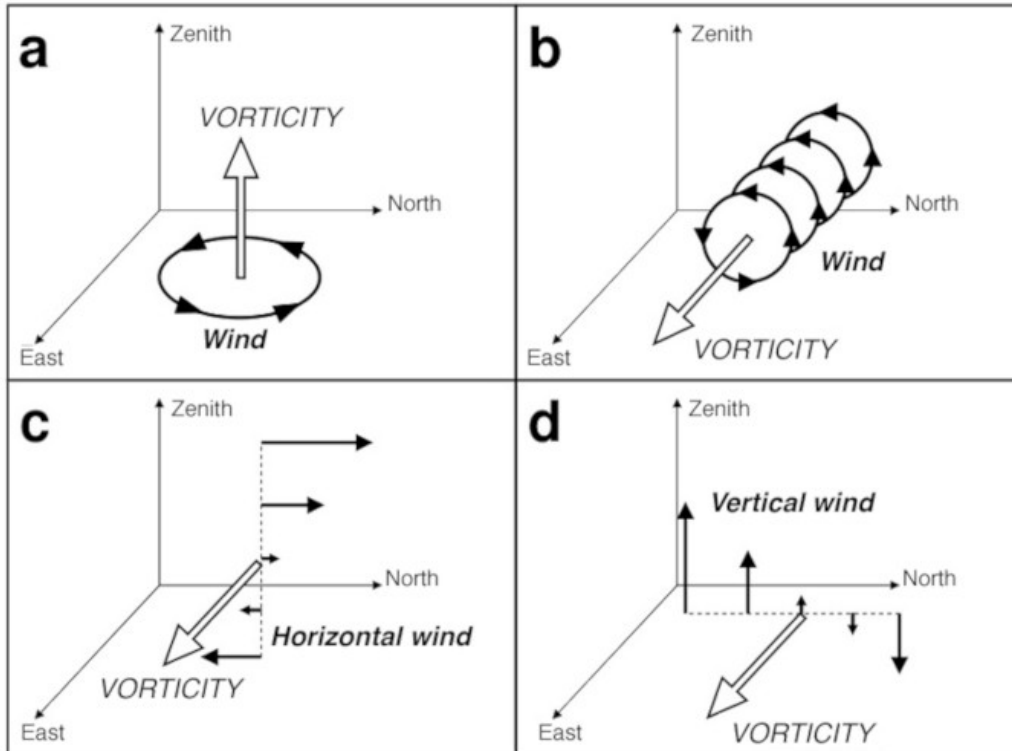 a
Zenith
VORTICITY
North
Wind
East
b
Zenith
North
Wind
VORTICITY
East
c
Zenith
North
Horizontal wind
VORTICITY
East
d
Zenith
Vertical wind
North
VORTICITY
East